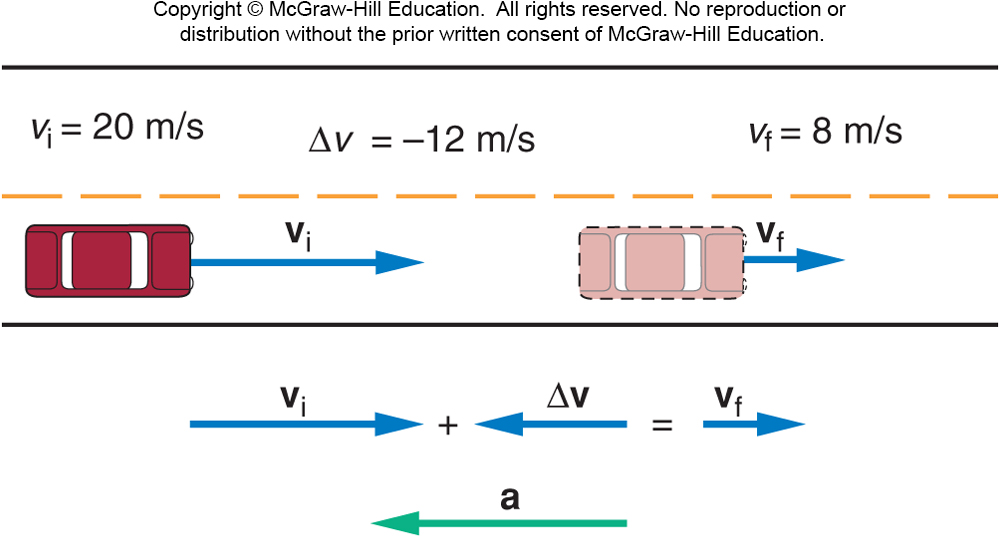 Copyright © McGraw-Hill Education.  All rights reserved. No reproduction or
distribution without the prior written consent of McGraw-Hill Education.
vi = 20 m/s
Δv = –12 m/s
vf = 8 m/s
vi
vf
vi + Δv = vf
a